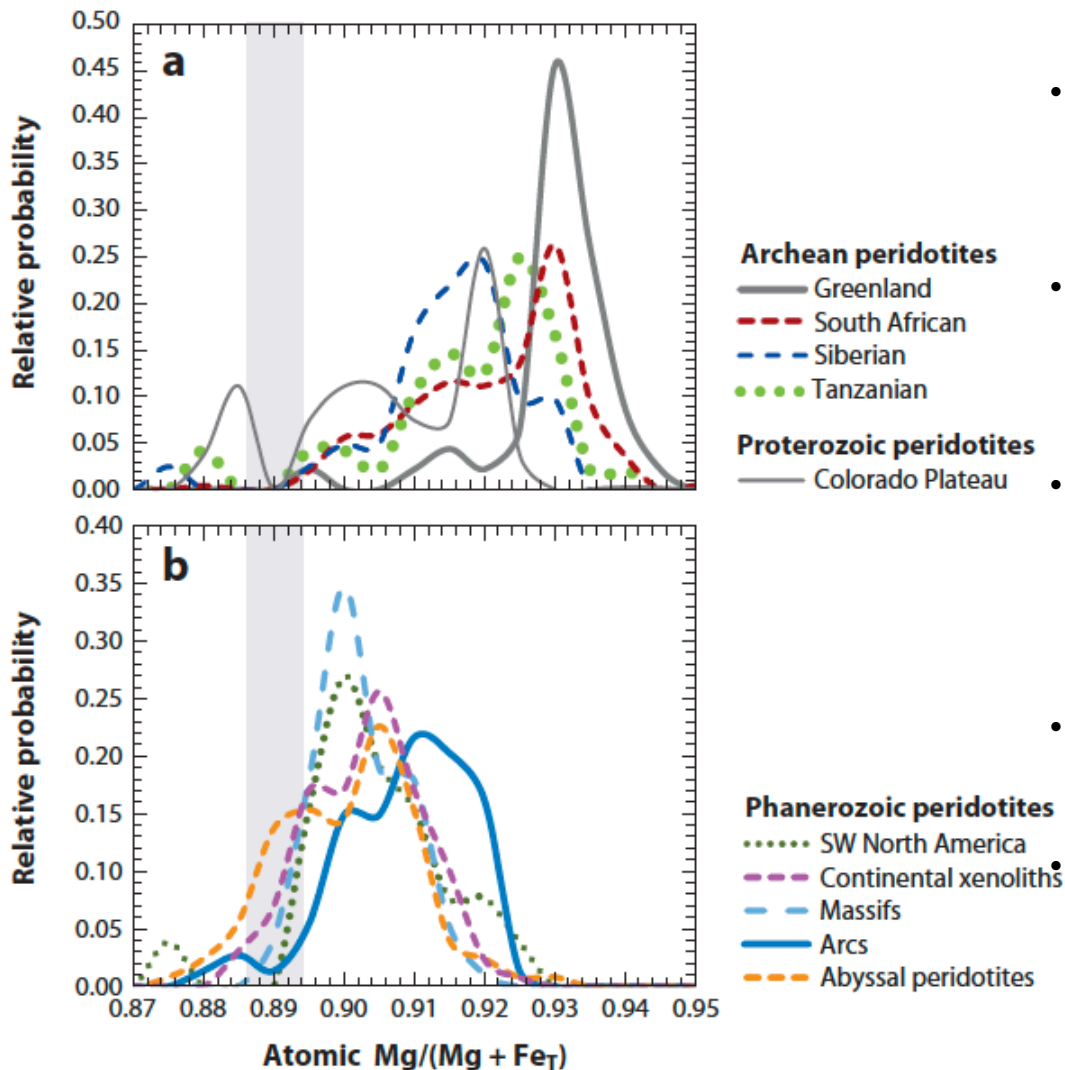 0.50
a
0.45
0.40
0.35
0.30
0.25
0.20
0.15
0.10
0.05
0.00
Relative probability
Archean peridotites
Greenland
South African
Siberian
Tanzanian
Proterozoic peridotites
Colorado Plateau
0.40
b
0.35
0.30
0.25
0.20
0.15
0.10
0.05
0.00
Relative probability
Phanerozoic peridotites
SW North America
Continental xenoliths
Massifs
Arcs
Abyssal peridotites
0.87 0.88 0.89 0.90 0.91 0.92 0.93 0.94 0.95
Atomic Mg/(Mg + Feᴛ)